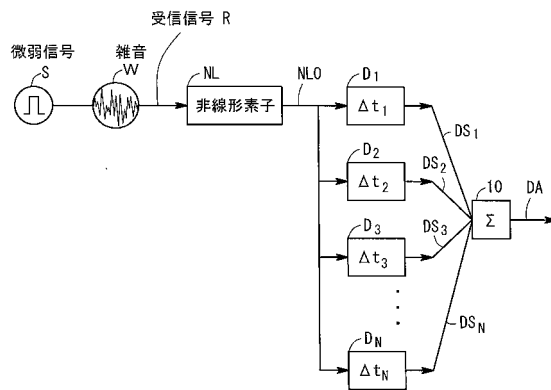 受信信号 R
微弱信号
S
雑音
W
NL
非線形素子
NLO
D1
Δt1
DS1
D2
Δt2
DS2
10
Σ
DA
D3
Δt3
DS3
DN
ΔtN
DSN